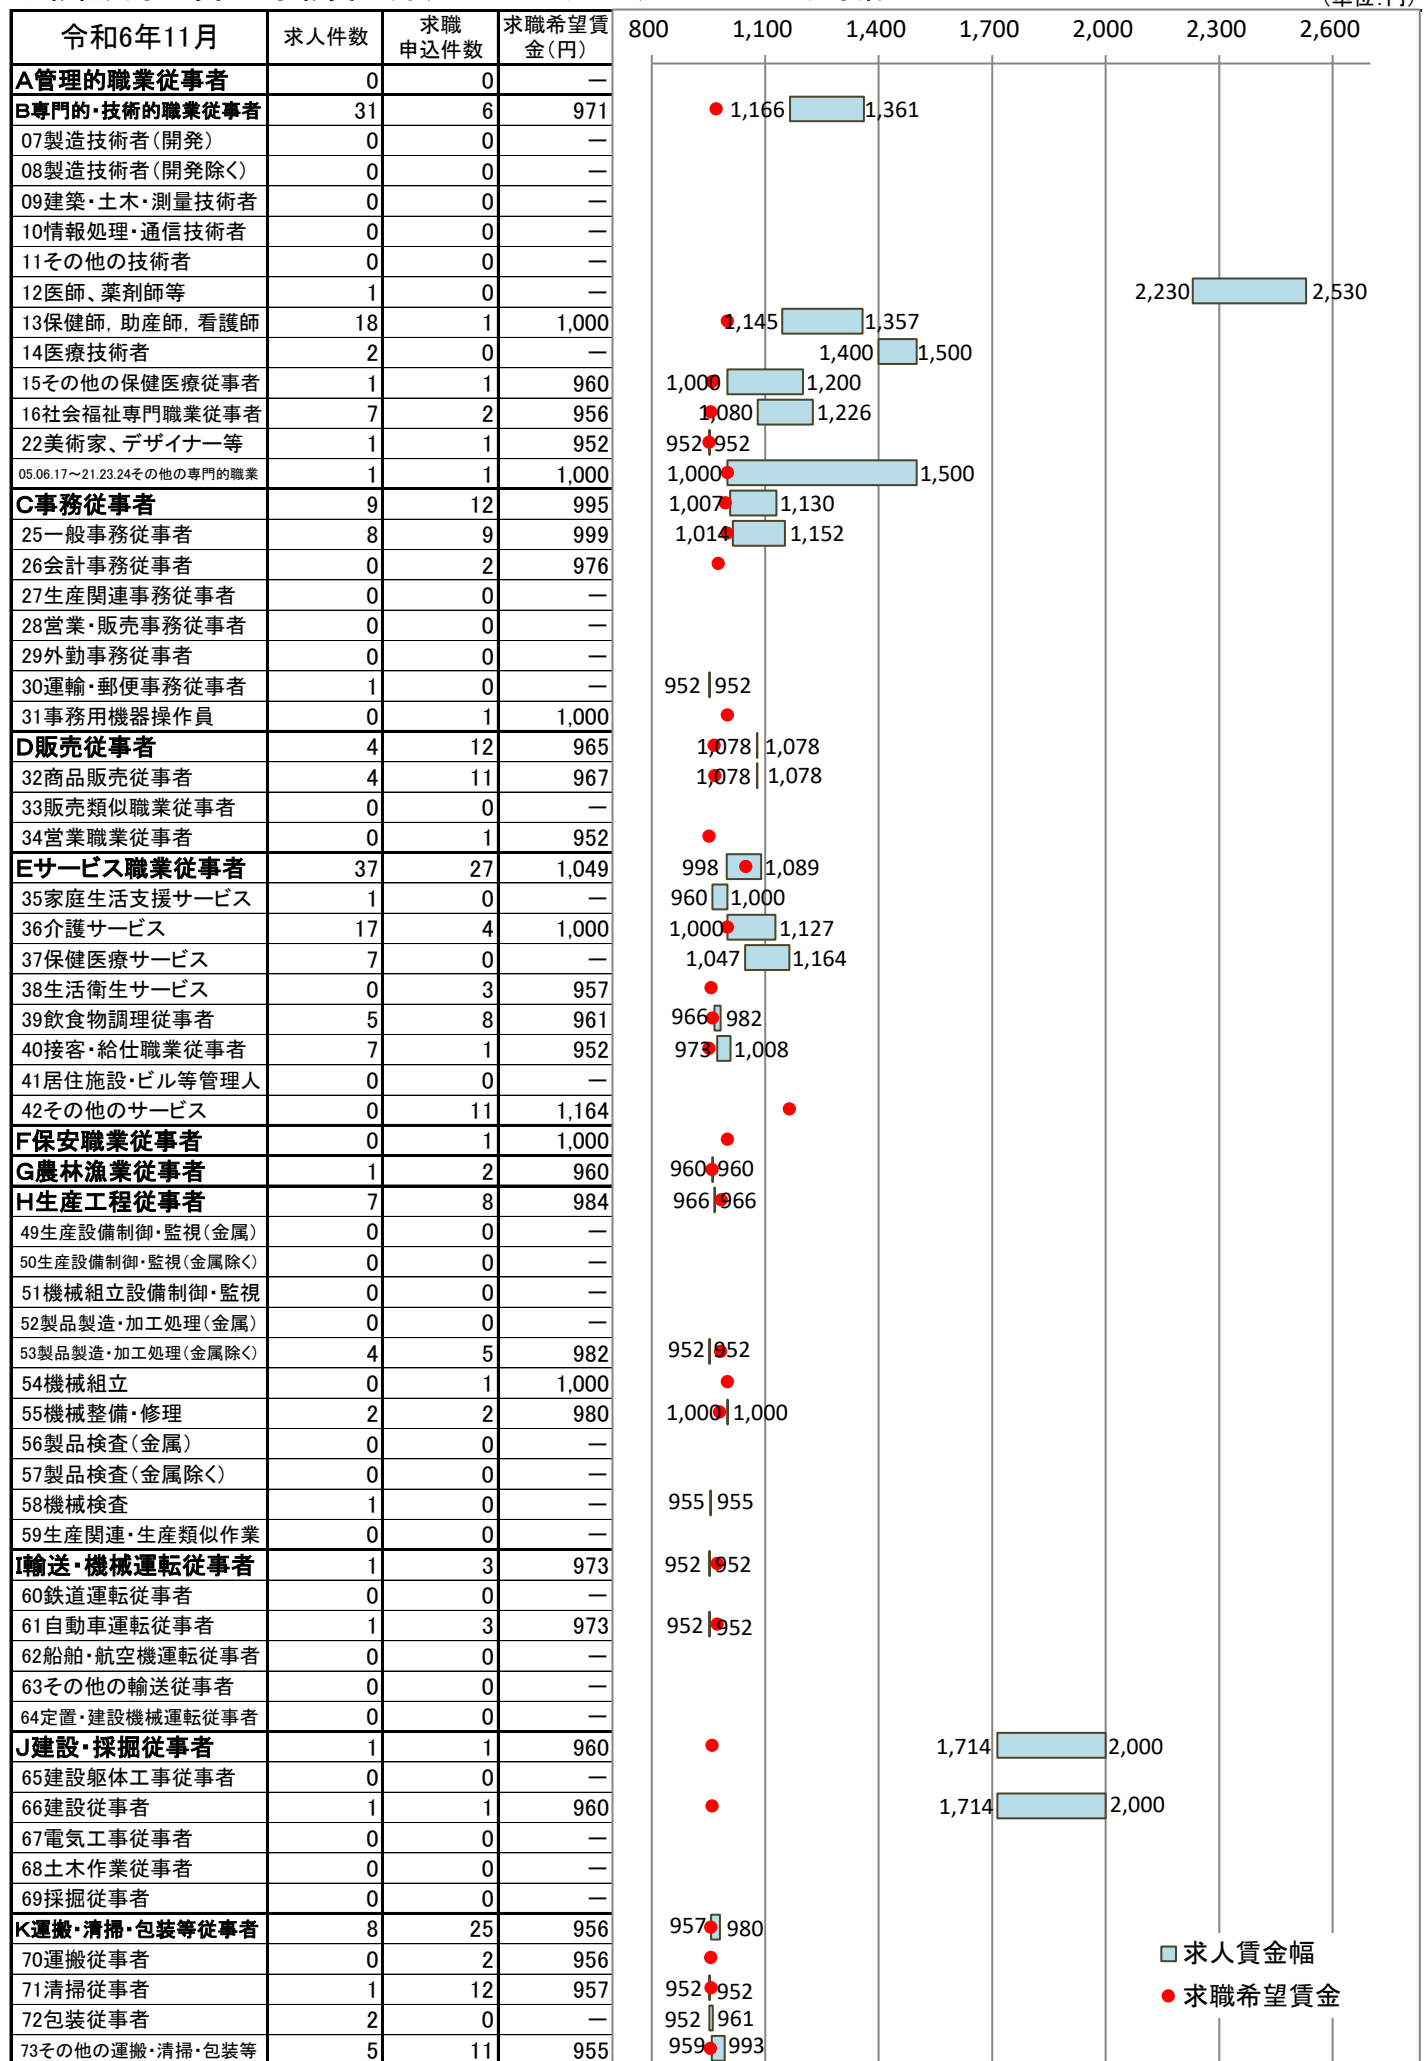 (単位:円)
令和6年11月 求人件数 求職申込件数 求職希望賃金(円) 800 1,100 1,400 1,700 2,000 2,300 2,600
A管理的職業従事者 0 0 ―
B専門的・技術的職業従事者 31 6 971 1,166 1,361
07製造技術者(開発) 0 0 ―
08製造技術者(開発除く) 0 0 ―
09建築・土木・測量技術者 0 0 ―
10情報処理・通信技術者 0 0 ―
11その他の技術者 0 0 ―
12医師、薬剤師等 1 0 ― 2,230 2,530
13保健師,助産師,看護師 18 1 1,000 1,145 1,357
14医療技術者 2 0 ― 1,400 1,500
15その他の保健医療従事者 1 1 960 1,000 1,200
16社会福祉専門職業従事者 7 2 956 1,080 1,226
22美術家、デザイナー等 1 1 952 952 952
05.06.17～21.23.24その他の専門的職業 1 1 1,000 1,000 1,500
C事務従事者 9 12 995 1,007 1,130
25一般事務従事者 8 9 999 1,014 1,152
26会計事務従事者 0 2 976
27生産関連事務従事者 0 0 ―
28営業・販売事務従事者 0 0 ―
29外勤事務従事者 0 0 ―
30運輸・郵便事務従事者 1 0 ― 952 952
31事務用機器操作員 0 1 1,000
D販売従事者 4 12 965 1,078 1,078
32商品販売従事者 4 11 967 1,078 1,078
33販売類似職業従事者 0 0 ―
34営業職業従事者 0 1 952
Eサービス職業従事者 37 27 1,049 998 1,089
35家庭生活支援サービス 1 0 ― 960 1,000
36介護サービス 17 4 1,000 1,000 1,127
37保健医療サービス 7 0 ― 1,047 1,164
38生活衛生サービス 0 3 957
39飲食物調理従事者 5 8 961 966 982
40接客・給仕職業従事者 7 1 952 973 1,008
41居住施設・ビル等管理人 0 0 ―
42その他のサービス 0 11 1,164
F保安職業従事者 0 1 1,000
G農林漁業従事者 1 2 960 960 960
H生産工程従事者 7 8 984 966 966
49生産設備制御・監視(金属) 0 0 ―
50生産設備制御・監視(金属除く) 0 0 ―
51機械組立設備制御・監視 0 0 ―
52製品製造・加工処理(金属) 0 0 ―
53製品製造・加工処理(金属除く) 4 5 982 952 952
54機械組立 0 1 1,000
55機械整備・修理 2 2 980 1,000 1,000
56製品検査(金属) 0 0 ―
57製品検査(金属除く) 0 0 ―
58機械検査 1 0 ― 955 955
59生産関連・生産類似作業 0 0 ―
I輸送・機械運転従事者 1 3 973 952 952
60鉄道運転従事者 0 0 ―
61自動車運転従事者 1 3 973 952 952
62船舶・航空機運転従事者 0 0 ―
63その他の輸送従事者 0 0 ―
64定置・建設機械運転従事者 0 0 ―
J建設・採掘従事者 1 1 960 1,714 2,000
65建設躯体工事従事者 0 0 ―
66建設従事者 1 1 960 1,714 2,000
67電気工事従事者 0 0 ―
68土木作業従事者 0 0 ―
69採掘従事者 0 0 ―
K運搬・清掃・包装等従事者 8 25 956 957 980
70運搬従事者 0 2 956
71清掃従事者 1 12 957 952 952
72包装従事者 2 0 ― 952 961
73その他の運搬・清掃・包装等 5 11 955 959 993
求人賃金幅
求職希望賃金